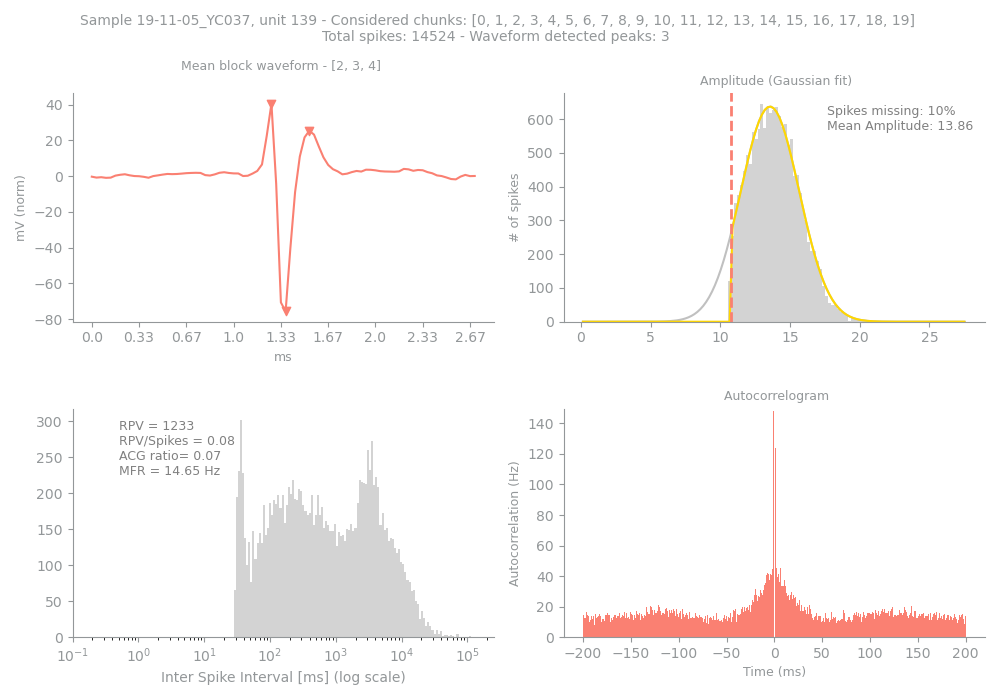 Sample 19-11-05_YC037, unit 139 - Considered chunks: [0, 1, 2, 3, 4, 5, 6, 7, 8, 9, 10, 11, 12, 13, 14, 15, 16, 17, 18, 19]
Total spikes: 14524 - Waveform detected peaks: 3
Mean block waveform - [2, 3, 4]
40
20
0
−20
−40
−60
−80
mV (norm)
0.0 0.33 0.67 1.0 1.33 1.67 2.0 2.33 2.67
ms
Amplitude (Gaussian fit)
Spikes missing: 10%
Mean Amplitude: 13.86
600
500
400
300
200
100
0
# of spikes
0 5 10 15 20 25
RPV = 1233
RPV/Spikes = 0.08
ACG ratio= 0.07
MFR = 14.65 Hz
300
250
200
150
100
50
0
10⁻¹ 10⁰ 10¹ 10² 10³ 10⁴ 10⁵
Inter Spike Interval [ms] (log scale)
Autocorrelogram
140
120
100
80
60
40
20
0
Autocorrelation (Hz)
−200 −150 −100 −50 0 50 100 150 200
Time (ms)